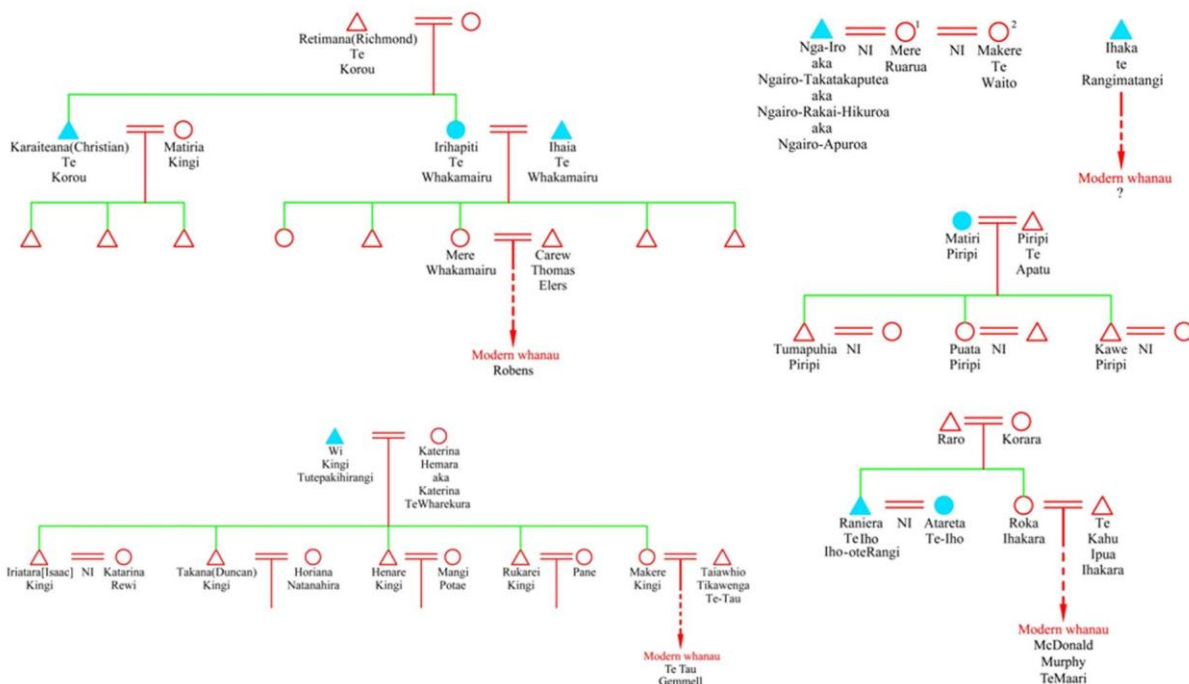 Retimana(Richmond)
Te
Korou
Karaiteana(Christian)
Te
Korou
Matiria
Kingi
Irihapiti
Te
Whakamairu
Ihaia
Te
Whakamairu
Mere
Whakamairu
Carew
Thomas
Elers
Modern whanau
Robens
Nga-Iro
aka
Ngairo-Takatakaputea
aka
Ngairo-Rakai-Hikuroa
aka
Ngairo-Apuroa
NI
1
Mere
Ruarua
NI
2
Makere
Te
Waito
Ihaka
te
Rangimatangi
Modern whanau
?
Matiri
Piripi
Piripi
Te
Apatu
Tumapuhia
Piripi
NI
Puata
Piripi
NI
Kawe
Piripi
NI
Wi
Kingi
Tutepakihirangi
Katerina
Hemara
aka
Katerina
TeWharekura
Iriatara[Isaac]
Kingi
NI
Katarina
Rewi
Takana(Duncan)
Kingi
Horiana
Natanahira
Henare
Kingi
Mangi
Potae
Rukarei
Kingi
Pane
Makere
Kingi
Taiawhio
Tikawenga
Te-Tau
Modern whanau
Te Tau
Gemmell
Raro
Korara
Raniera
TeIho
Iho-oteRangi
NI
Atareta
Te-Iho
Roka
Ihakara
Te
Kahu
Ipua
Ihakara
Modern whanau
McDonald
Murphy
TeMaari